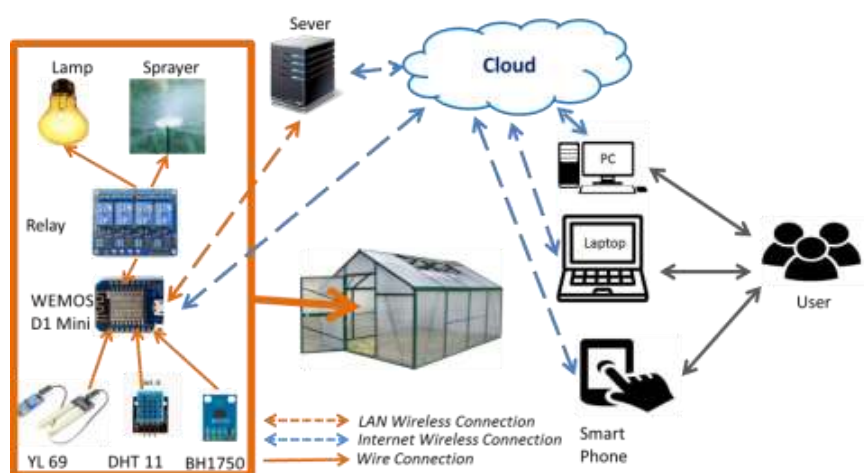 Sever
Lamp
Sprayer
Cloud
PC
Relay
Laptop
WEMOS
D1 Mini
User
YL 69
DHT 11
BH1750
LAN Wireless Connection
Internet Wireless Connection
Wire Connection
Smart
Phone